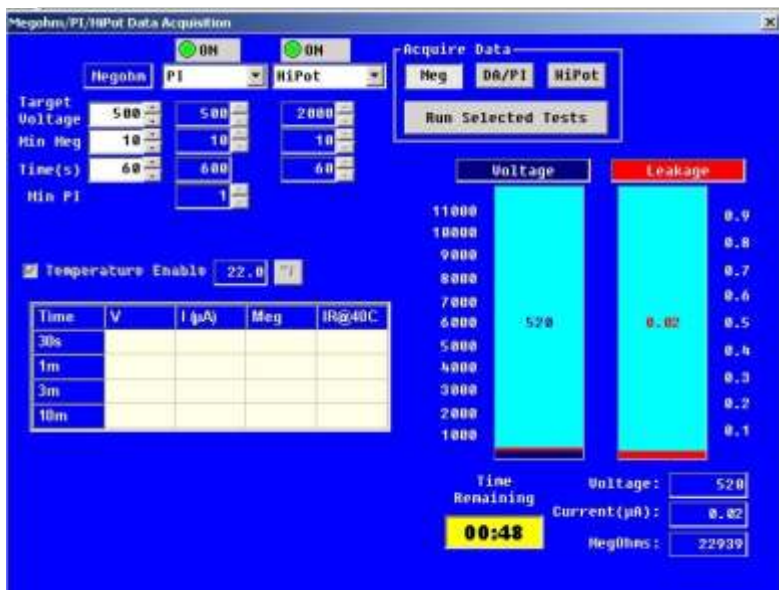 Megohm/PI/HiPot Data Acquisition
ON ON
Megohm PI HiPot
Target Voltage 500 500 2000
Min Meg 10 10 10
Time(s) 60 600 60
Min PI 1
Acquire Data
Meg DA/PI HiPot
Run Selected Tests
Temperature Enable 22.0
Time V I (µA) Meg IR@40C
30s
1m
3m
10m
Voltage Leakage
11000 0.9
10000 0.8
9000
8000 0.7
7000 0.6
6000 520 0.02 0.5
5000 0.4
4000
3000 0.3
2000 0.2
1000 0.1
Time Remaining
00:48
Voltage: 520
Current(µA): 0.02
MegOhms: 22939